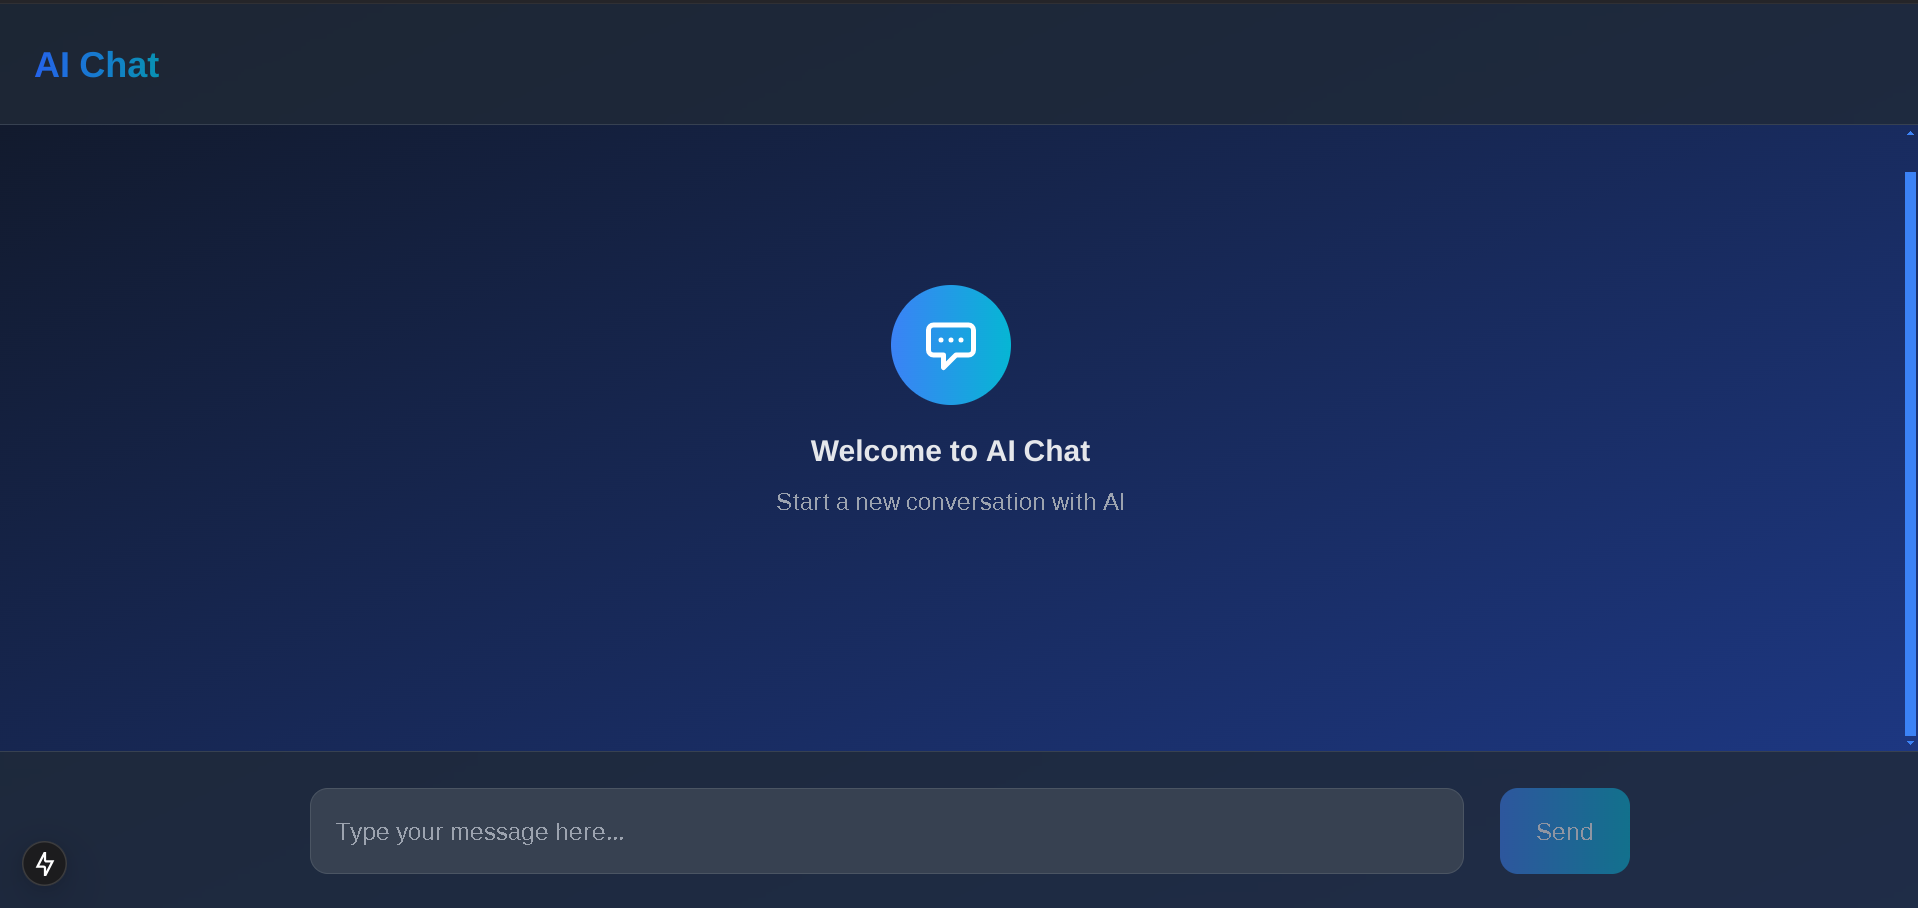 AI Chat
Welcome to AI Chat
Start a new conversation with AI
Type your message here...
Send